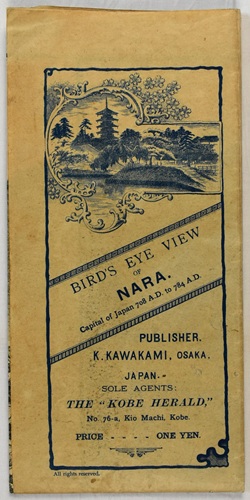 BIRD'S EYE VIEW
OF
NARA.
Capital of Japan 708 A.D. to 784 A.D.
PUBLISHER.
K. KAWAKAMI, OSAKA.
JAPAN.
SOLE AGENTS:
THE "KOBE HERALD,"
No. 76-a, Kio Machi, Kobe.
PRICE - - - - ONE YEN.
All rights reserved.